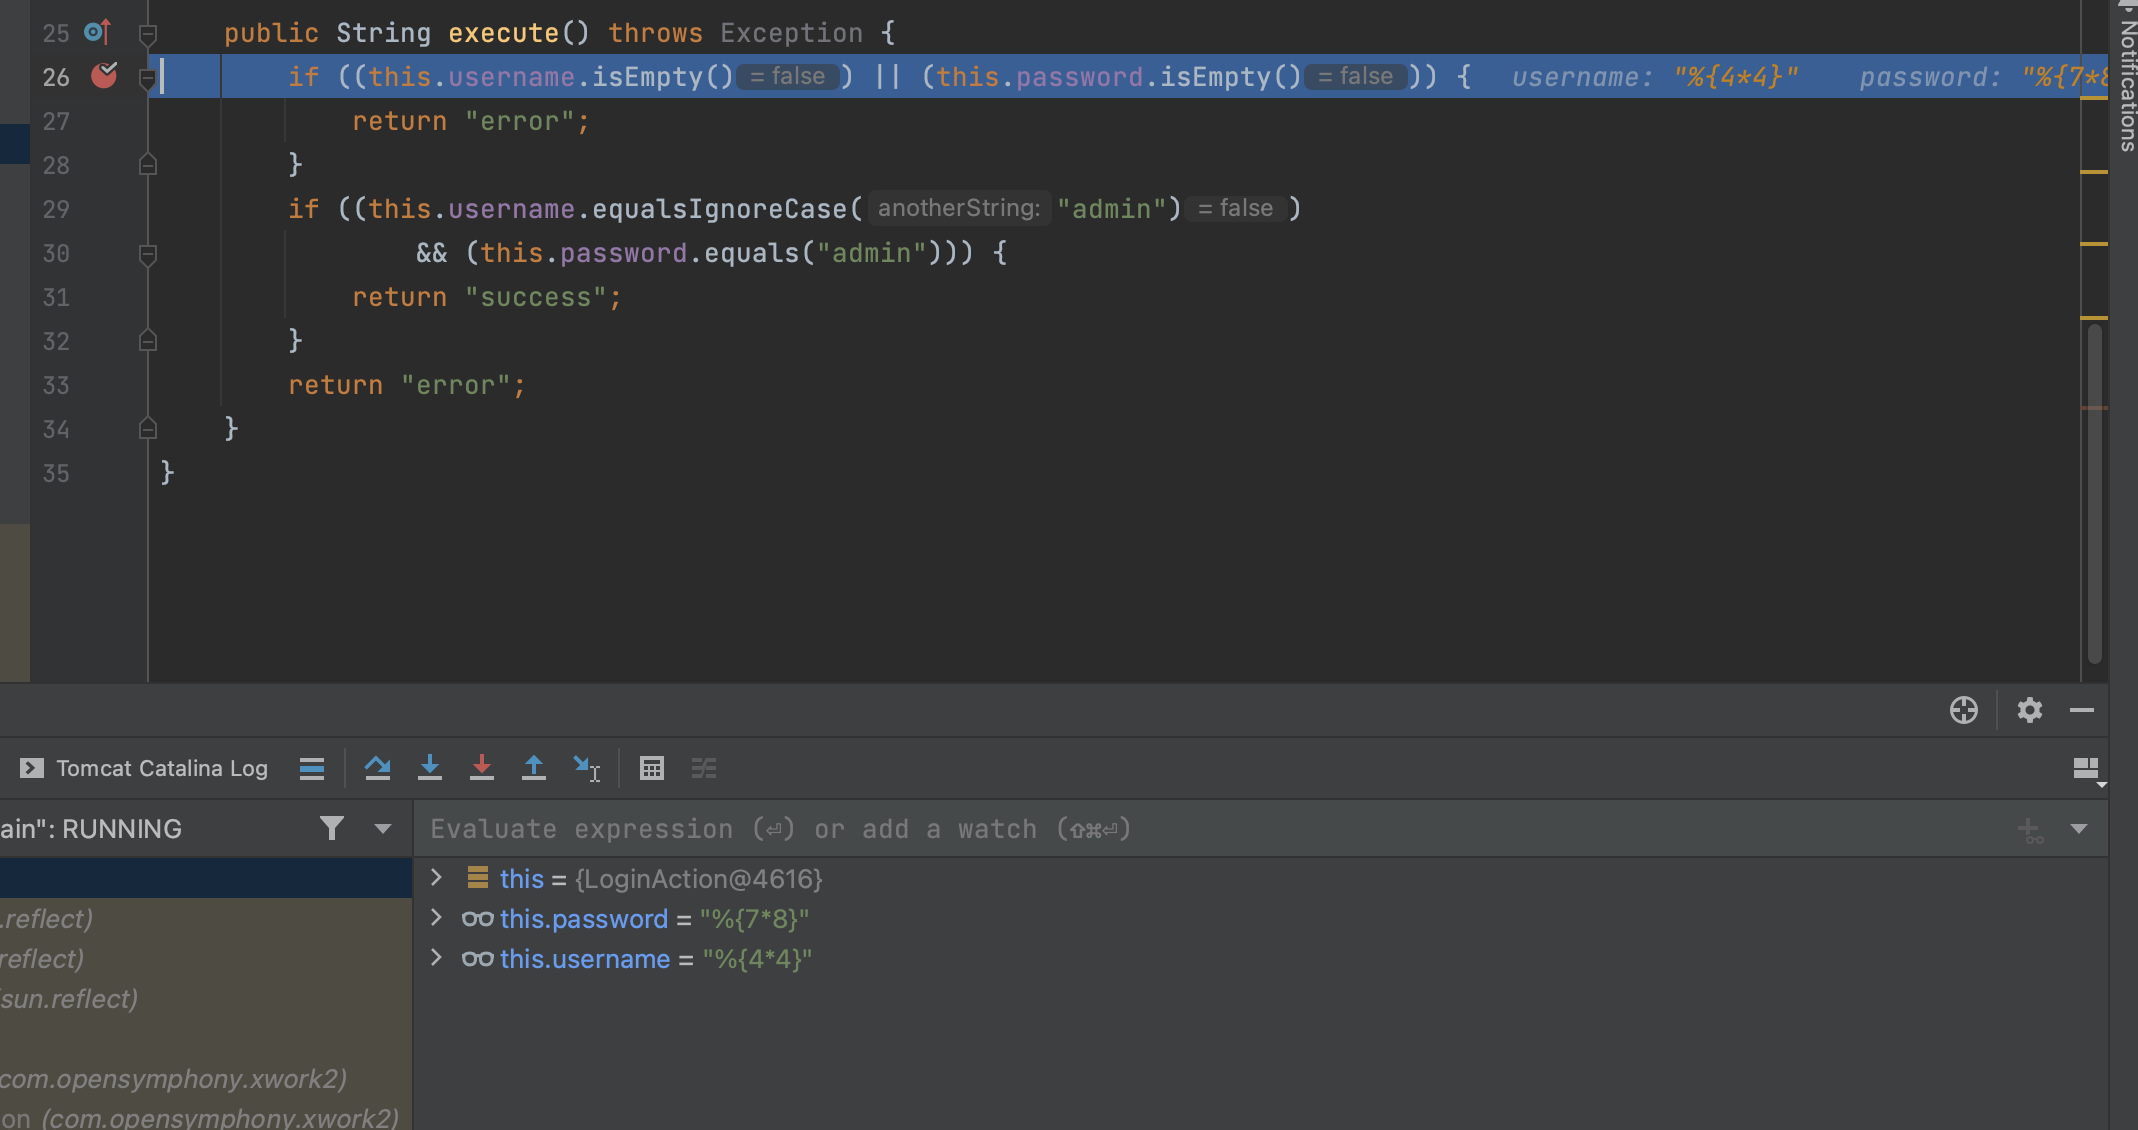 25 public String execute() throws Exception {
26 if ((this.username.isEmpty() = false ) || (this.password.isEmpty() = false )) { username: "%{4*4}" password: "%{7*8
27 return "error";
28 }
29 if ((this.username.equalsIgnoreCase( anotherString: "admin") = false )
30 && (this.password.equals("admin"))) {
31 return "success";
32 }
33 return "error";
34 }
35 }
Notifications
Tomcat Catalina Log
ain": RUNNING
Evaluate expression (⏎) or add a watch (⇧⌘⏎)
this = {LoginAction@4616}
.reflect)
this.password = "%{7*8}"
reflect)
this.username = "%{4*4}"
sun.reflect)
com.opensymphony.xwork2)
on (com.opensymphony.xwork2)